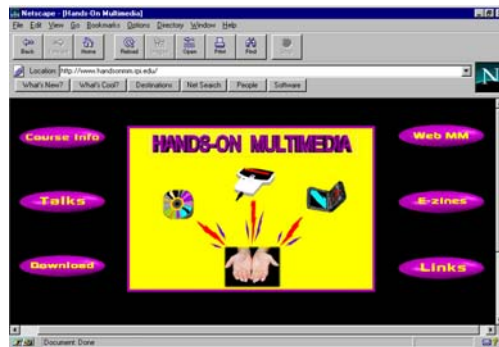 Netscape - [Hands-On Multimedia]
File Edit View Go Bookmarks Options Directory Window Help
Back Home Reload Open Print Find
Location: http://www.handsonmm.rpi.edu/
What's New? What's Cool? Destinations Net Search People Software
N
Course Info
HANDS-ON MULTIMEDIA
Web MM
Talks
E-zines
Download
Links
Document: Done